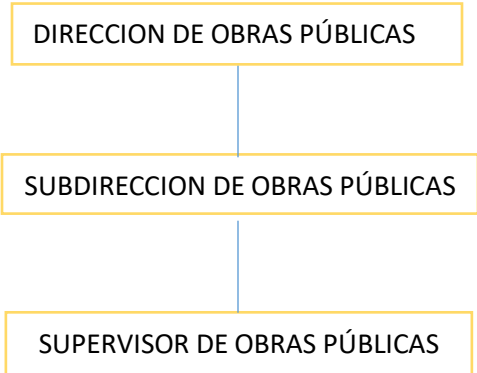 DIRECCION DE OBRAS PÚBLICAS
SUBDIRECCION DE OBRAS PÚBLICAS
SUPERVISOR DE OBRAS PÚBLICAS